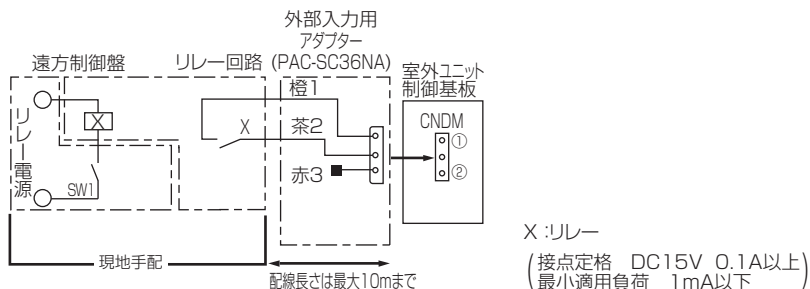 外部入力用
アダプター
(PAC-SC36NA)
遠方制御盤
リレー回路
室外ユニット
制御基板
橙1
茶2
赤3
CNDM
①
②
リレー電源
X
X
SW1
現地手配
配線長さは最大10mまで
X:リレー
(接点定格 DC15V 0.1A以上
最小適用負荷 1mA以下)